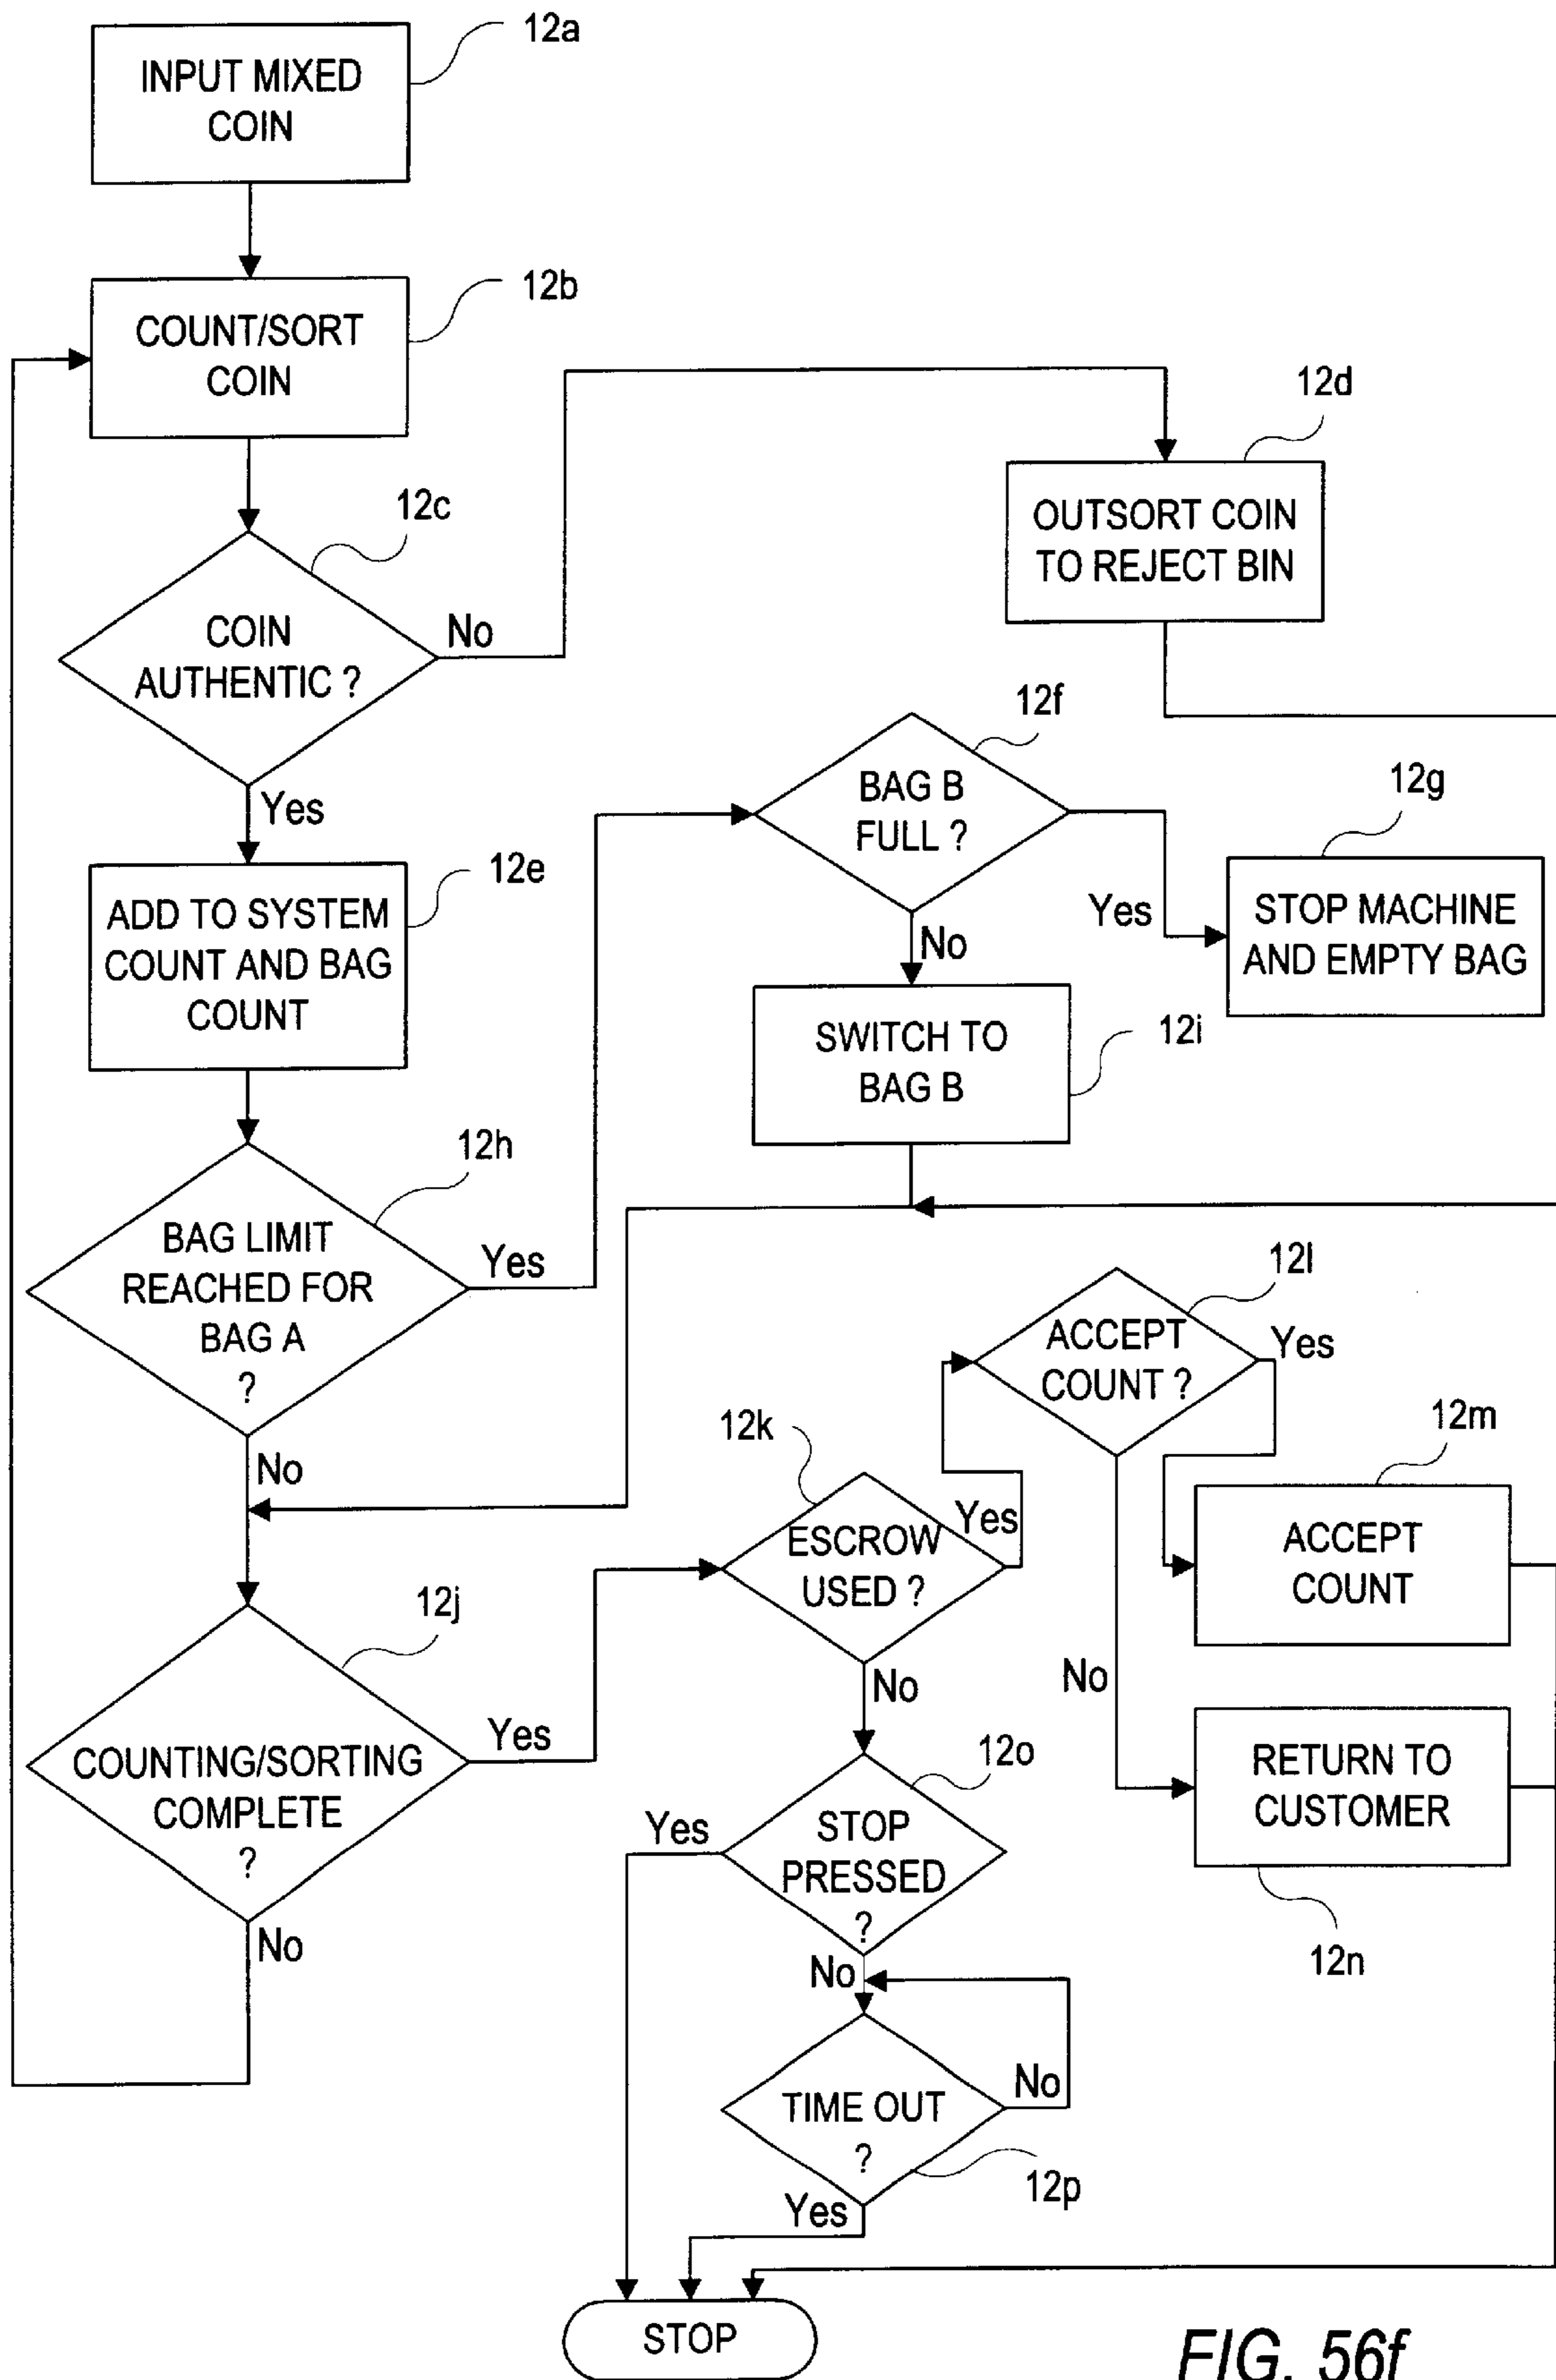 12a
INPUT MIXED
COIN
12b
COUNT/SORT
COIN
12d
OUTSORT COIN
TO REJECT BIN
12c
COIN
AUTHENTIC ?
No
Yes
12f
BAG B
FULL ?
12g
Yes
STOP MACHINE
AND EMPTY BAG
No
12e
ADD TO SYSTEM
COUNT AND BAG
COUNT
SWITCH TO
BAG B
12i
12h
BAG LIMIT
REACHED FOR
BAG A
?
Yes
No
12l
ACCEPT
COUNT ?
Yes
12k
ESCROW
USED ?
Yes
12m
ACCEPT
COUNT
No
No
12j
COUNTING/SORTING
COMPLETE
?
Yes
No
RETURN TO
CUSTOMER
12n
12o
STOP
PRESSED
?
Yes
No
TIME OUT
?
No
12p
Yes
STOP
FIG. 56f